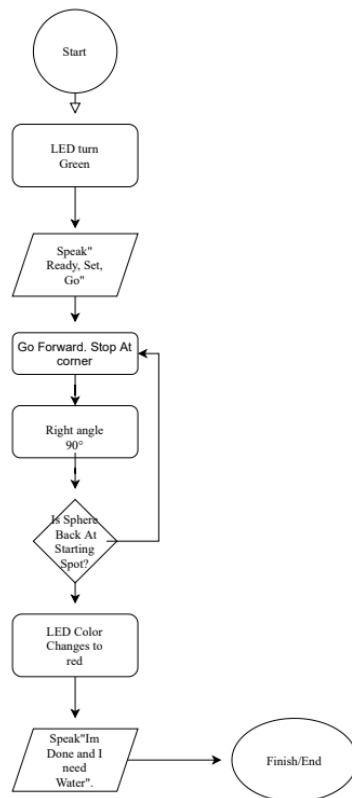 Start
LED turn
Green
Speak"
Ready, Set,
Go"
Go Forward. Stop At
corner
Right angle
90°
Is Sphere
Back At
Starting
Spot?
LED Color
Changes to
red
Speak"Im
Done and I
need
Water".
Finish/End